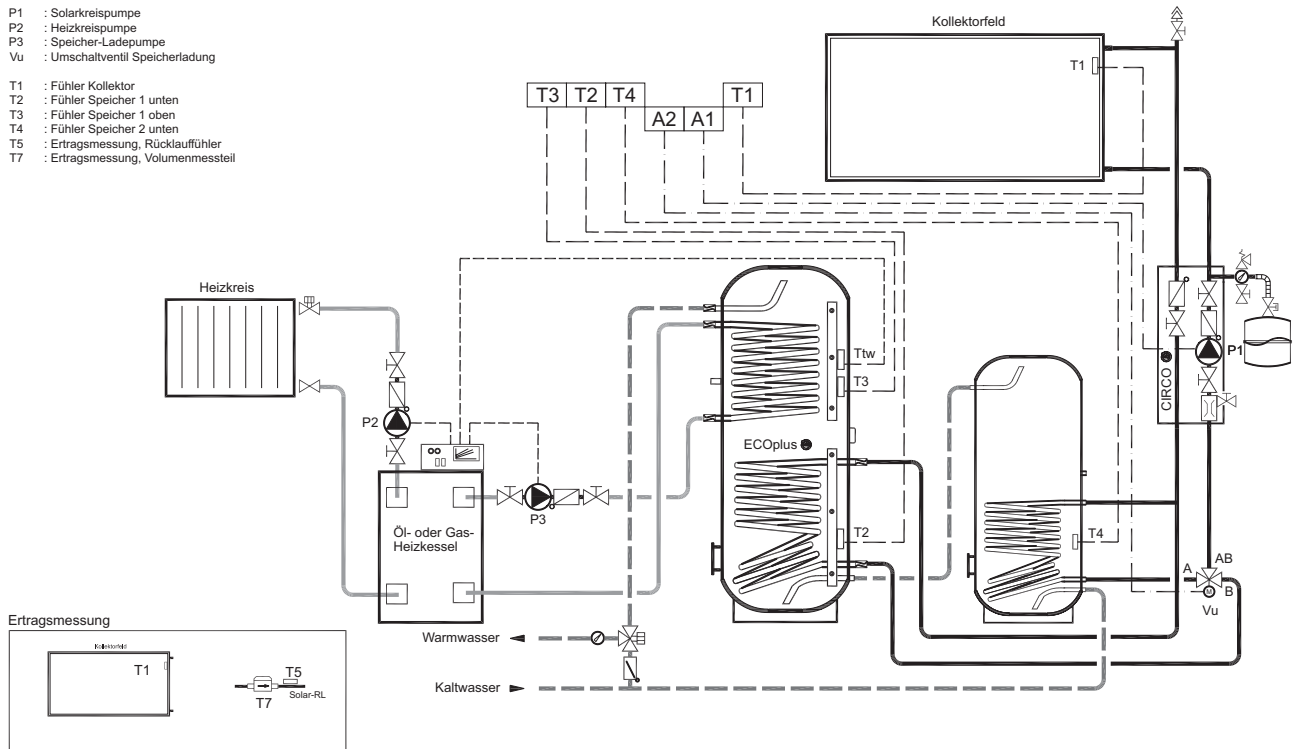 P1 : Solarkreispumpe
P2 : Heizkreispumpe
P3 : Speicher-Ladepumpe
Vu : Umschaltventil Speicherladung
T1 : Fühler Kollektor
T2 : Fühler Speicher 1 unten
T3 : Fühler Speicher 1 oben
T4 : Fühler Speicher 2 unten
T5 : Ertragsmessung, Rücklauffühler
T7 : Ertragsmessung, Volumenmessteil
Kollektorfeld
T1
T3 T2 T4 T1
A2 A1
Heizkreis
Ttw
T3
P1
CIRCO
P2
ECOplus
P3
Öl- oder Gas-
Heizkessel
T2
T4
AB
A
B
M
Vu
Ertragsmessung
Kollektorfeld
T1
T5
Solar-RL
T7
Warmwasser
Kaltwasser